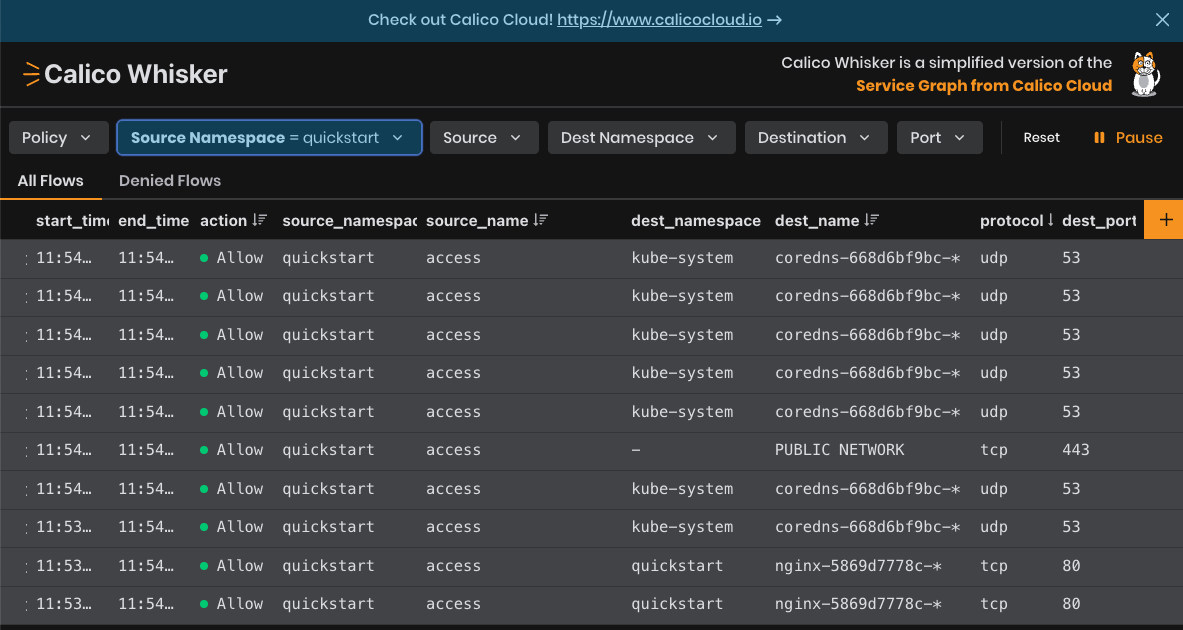 Check out Calico Cloud! https://www.calicocloud.io →
Calico Whisker
Calico Whisker is a simplified version of the
Service Graph from Calico Cloud
Policy Source Namespace = quickstart Source Dest Namespace Destination Port Reset Pause
All Flows Denied Flows
start_time end_time action source_namespac source_name dest_namespace dest_name protocol dest_port +
11:54… 11:54… Allow quickstart access kube-system coredns-668d6bf9bc-* udp 53
11:54… 11:54… Allow quickstart access kube-system coredns-668d6bf9bc-* udp 53
11:54… 11:54… Allow quickstart access kube-system coredns-668d6bf9bc-* udp 53
11:54… 11:54… Allow quickstart access kube-system coredns-668d6bf9bc-* udp 53
11:54… 11:54… Allow quickstart access kube-system coredns-668d6bf9bc-* udp 53
11:54… 11:54… Allow quickstart access – PUBLIC NETWORK tcp 443
11:54… 11:54… Allow quickstart access kube-system coredns-668d6bf9bc-* udp 53
11:53… 11:54… Allow quickstart access kube-system coredns-668d6bf9bc-* udp 53
11:53… 11:54… Allow quickstart access quickstart nginx-5869d7778c-* tcp 80
11:53… 11:54… Allow quickstart access quickstart nginx-5869d7778c-* tcp 80